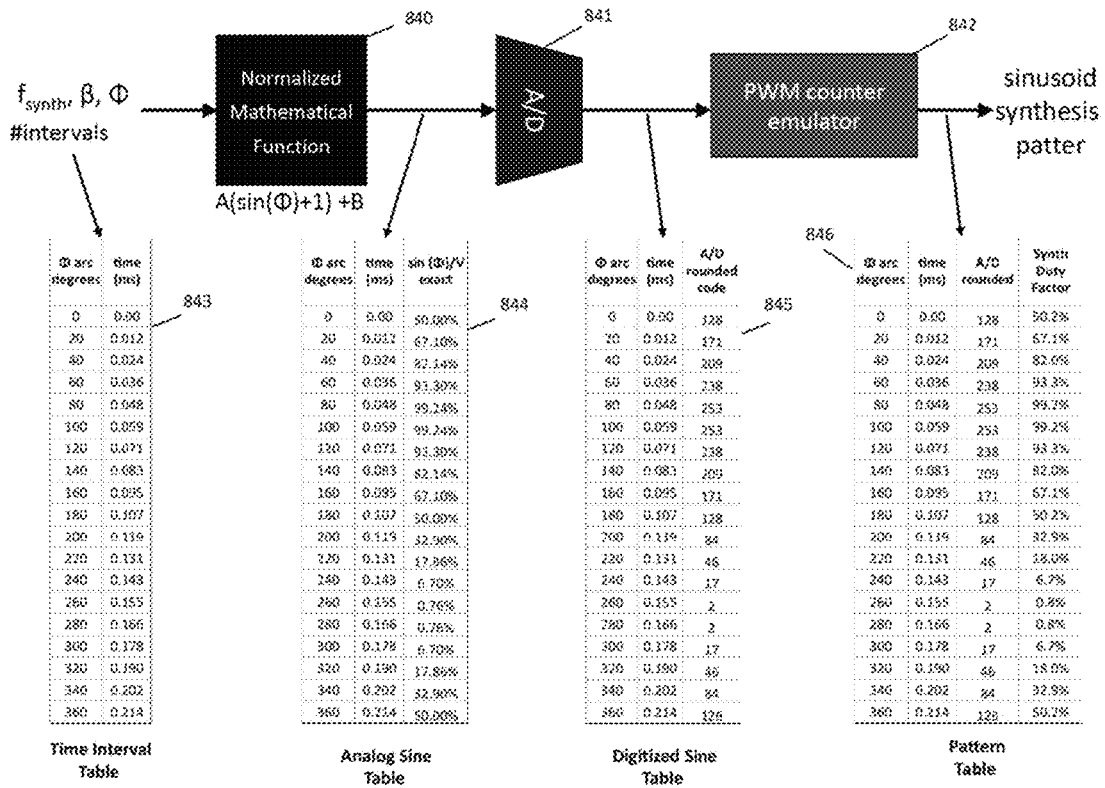 840
841
842
f_synth, β, Φ
#intervals
Normalized
Mathematical
Function
A(sin(Φ)+1) +B
A/D
PWM counter
emulator
sinusoid
synthesis
patter
843
Φ arc degrees time (ms)
0 0.00
20 0.012
40 0.024
60 0.036
80 0.048
100 0.059
120 0.071
140 0.083
160 0.095
180 0.107
200 0.119
220 0.131
240 0.143
260 0.155
280 0.166
300 0.178
320 0.190
340 0.202
360 0.214
Time Interval
Table
844
Φ arc degrees time (ms) sin (Φ)/V exact
0 0.00 50.00%
20 0.012 67.10%
40 0.024 82.14%
60 0.036 93.30%
80 0.048 99.24%
100 0.059 99.24%
120 0.071 93.30%
140 0.083 82.14%
160 0.095 67.10%
180 0.107 50.00%
200 0.119 32.90%
220 0.131 17.86%
240 0.143 6.70%
260 0.155 0.76%
280 0.166 0.76%
300 0.178 6.70%
320 0.190 17.86%
340 0.202 32.90%
360 0.214 50.00%
Analog Sine
Table
845
Φ arc degrees time (ms) A/D rounded code
0 0.00 128
20 0.012 171
40 0.024 209
60 0.036 238
80 0.048 253
100 0.059 253
120 0.071 238
140 0.083 209
160 0.095 171
180 0.107 128
200 0.119 84
220 0.131 46
240 0.143 17
260 0.155 2
280 0.166 2
300 0.178 17
320 0.190 46
340 0.202 84
360 0.214 128
Digitized Sine
Table
846
Φ arc degrees time (ms) A/D rounded Synth Duty Factor
0 0.00 128 50.2%
20 0.012 171 67.1%
40 0.024 209 82.0%
60 0.036 238 93.3%
80 0.048 253 99.2%
100 0.059 253 99.2%
120 0.071 238 93.3%
140 0.083 209 82.0%
160 0.095 171 67.1%
180 0.107 128 50.2%
200 0.119 84 32.9%
220 0.131 46 18.0%
240 0.143 17 6.7%
260 0.155 2 0.8%
280 0.166 2 0.8%
300 0.178 17 6.7%
320 0.190 46 18.0%
340 0.202 84 32.9%
360 0.214 128 50.2%
Pattern
Table